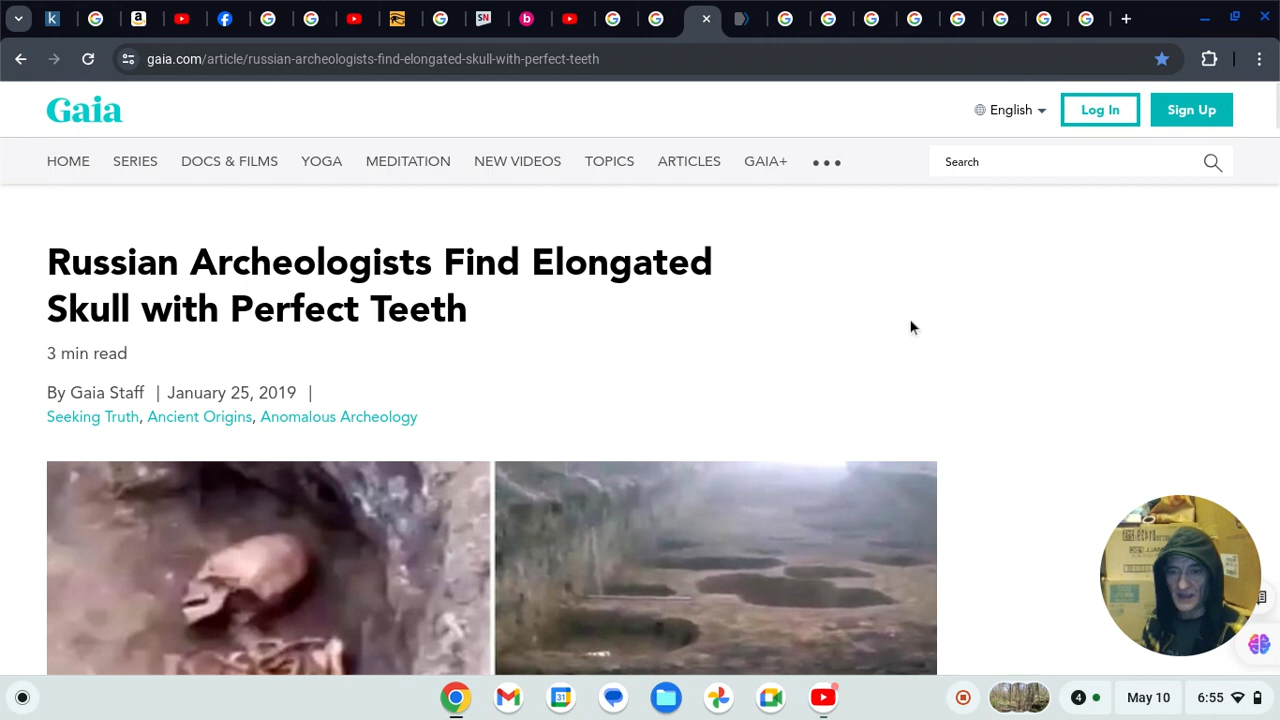 gaia.com/article/russian-archeologists-find-elongated-skull-with-perfect-teeth
Gaia
English
Log In
Sign Up
HOME SERIES DOCS & FILMS YOGA MEDITATION NEW VIDEOS TOPICS ARTICLES GAIA+
Search
Russian Archeologists Find Elongated
Skull with Perfect Teeth
3 min read
By Gaia Staff | January 25, 2019 |
Seeking Truth, Ancient Origins, Anomalous Archeology
4
May 10
6:55